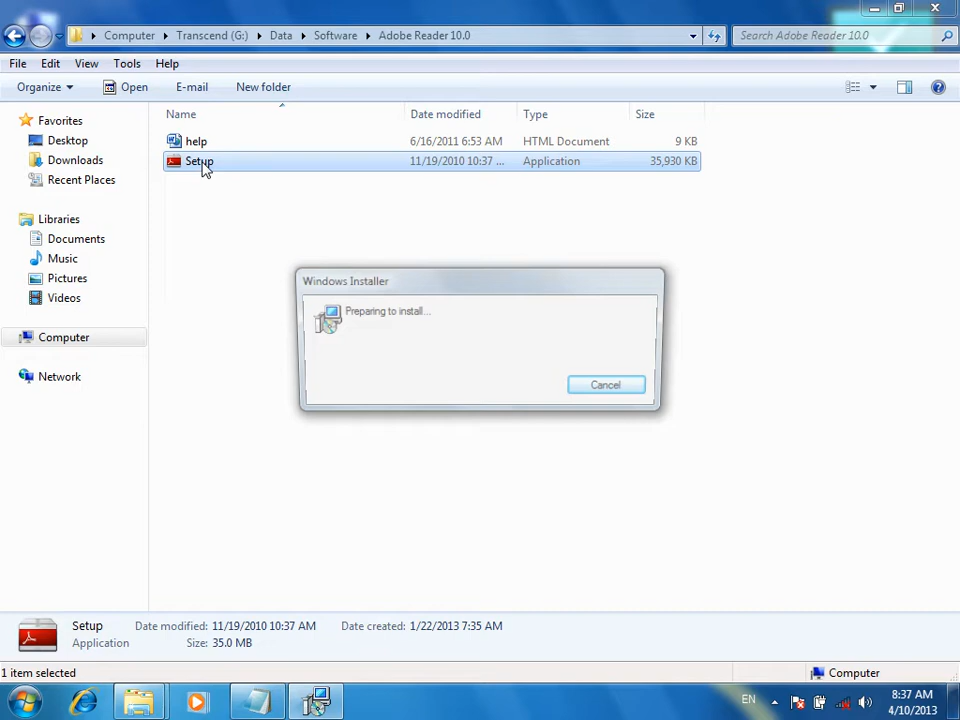 Computer Transcend (G:) Data Software Adobe Reader 10.0 Search Adobe Reader 10.0
File Edit View Tools Help
Organize Open E-mail New folder
Name Date modified Type Size
Favorites
Desktop
Downloads
Recent Places
Libraries
Documents
Music
Pictures
Videos
Computer
Network
help 6/16/2011 6:53 AM HTML Document 9 KB
Setup 11/19/2010 10:37 ... Application 35,930 KB
Windows Installer
Preparing to install...
Cancel
Setup Date modified: 11/19/2010 10:37 AM Date created: 1/22/2013 7:35 AM
Application Size: 35.0 MB
1 item selected Computer
EN 8:37 AM
4/10/2013